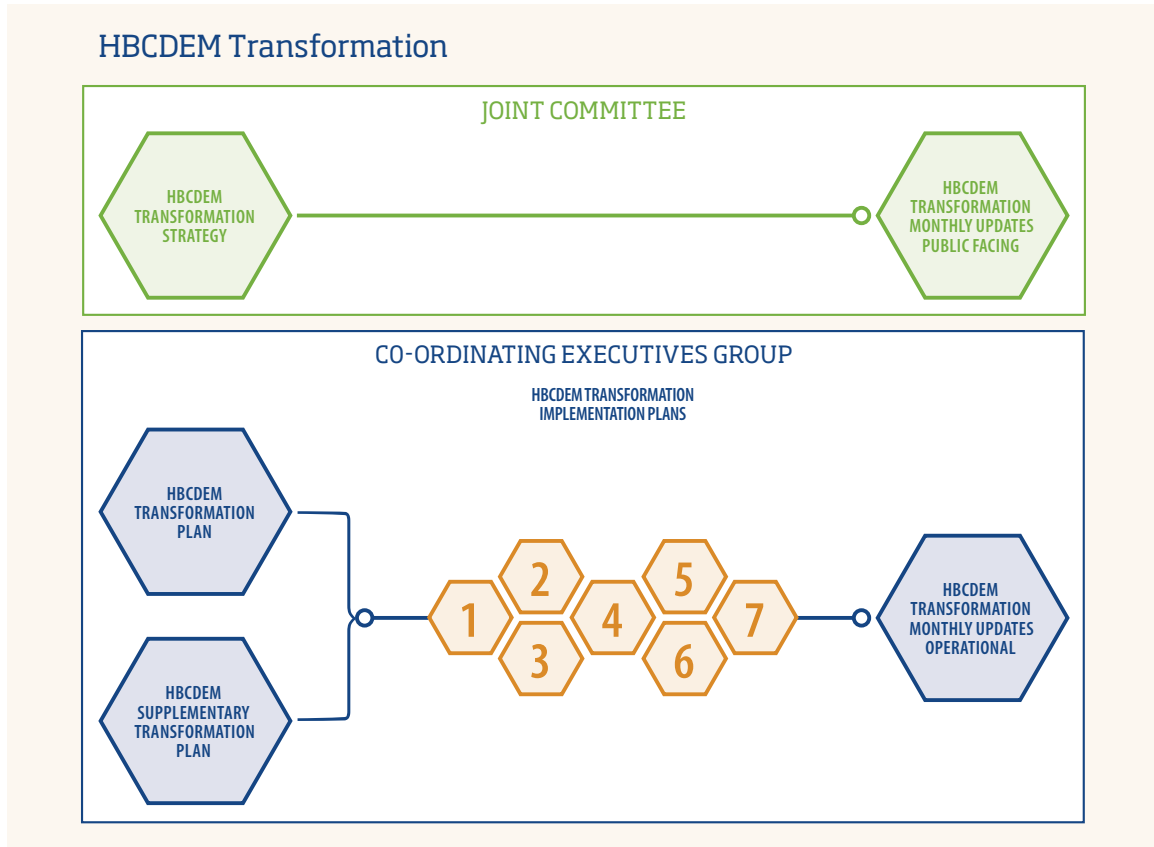 HBCDEM Transformation
JOINT COMMITTEE
HBCDEM
TRANSFORMATION
STRATEGY
HBCDEM
TRANSFORMATION
MONTHLY UPDATES
PUBLIC FACING
CO-ORDINATING EXECUTIVES GROUP
HBCDEM TRANSFORMATION
IMPLEMENTATION PLANS
HBCDEM
TRANSFORMATION
PLAN
HBCDEM
SUPPLEMENTARY
TRANSFORMATION
PLAN
1
2
3
4
5
6
7
HBCDEM
TRANSFORMATION
MONTHLY UPDATES
OPERATIONAL